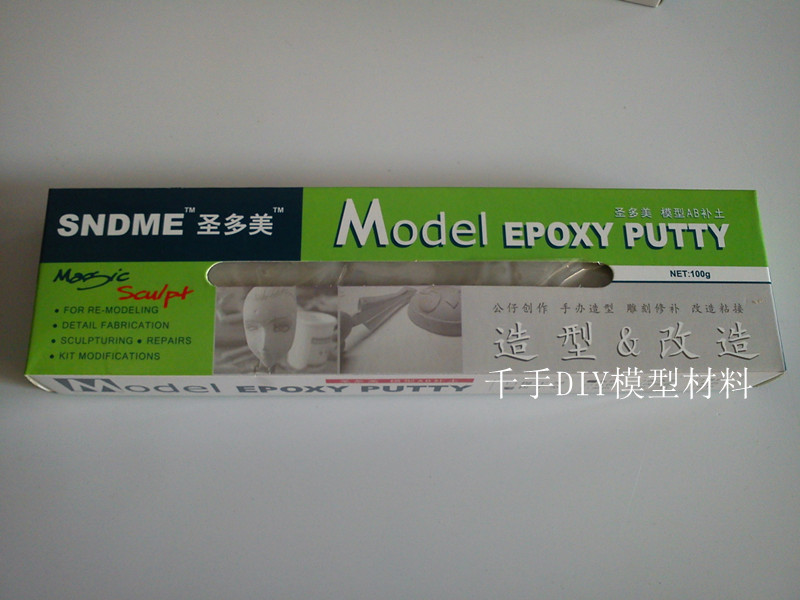 SNDME™ 圣多美™
圣多美 模型AB补土
Model EPOXY PUTTY
NET:100g
Magic
Sculpt
• FOR RE-MODELING
• DETAIL FABRICATION
• SCULPTURING • REPAIRS
• KIT MODIFICATIONS
公仔创作 手办造型 雕刻修补 改造粘接
造型&改造
Model EPOXY PUTTY
千手DIY模型材料